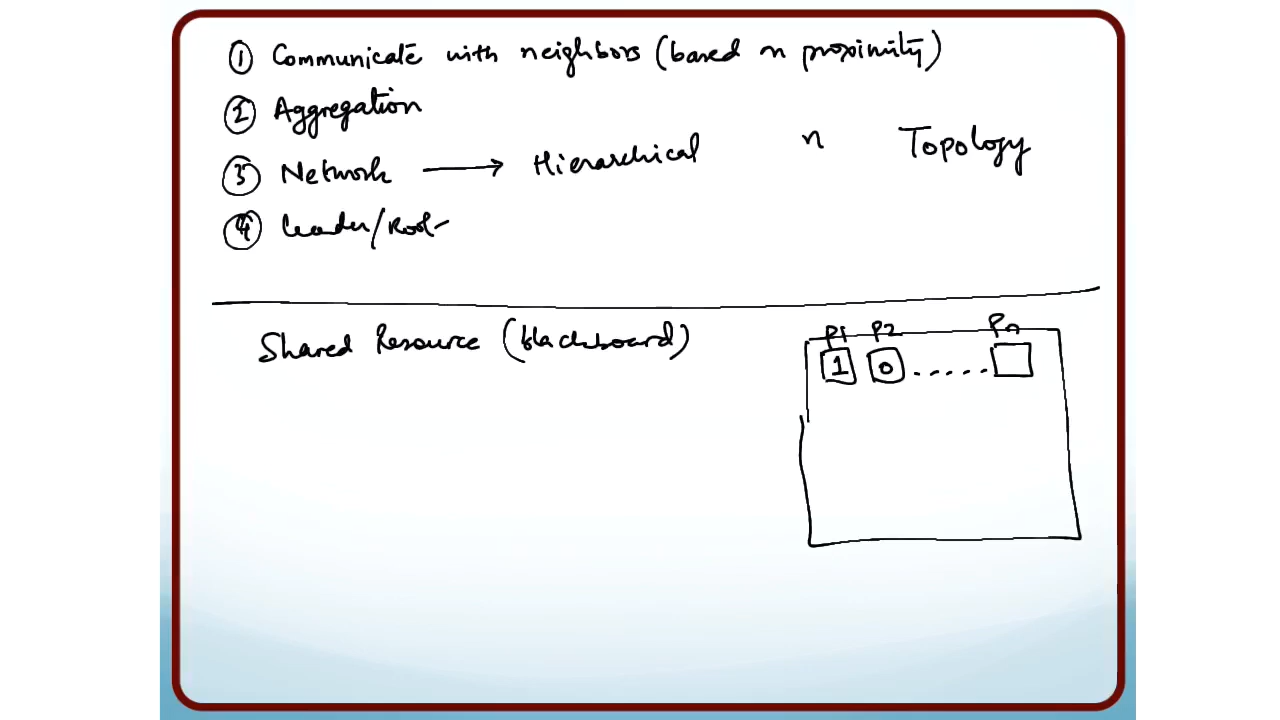 ① Communicate with neighbors (based on proximity)
② Aggregation
③ Network → Hierarchical n Topology
④ Leader/Root
Shared Resource (blackboard)
P1 P2 Pn
1 0 .....